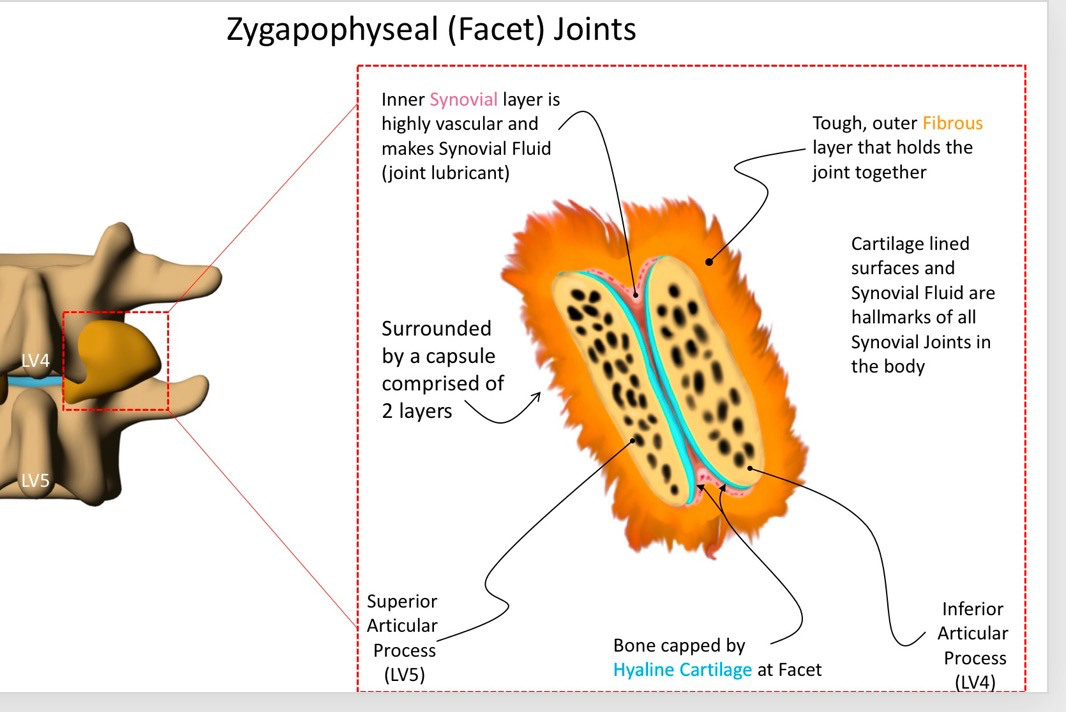 Zygapophyseal (Facet) Joints
Inner Synovial layer is
highly vascular and
makes Synovial Fluid
(joint lubricant)
Tough, outer Fibrous
layer that holds the
joint together
Cartilage lined
surfaces and
Synovial Fluid are
hallmarks of all
Synovial Joints in
the body
Surrounded
by a capsule
comprised of
2 layers
LV4
LV5
Superior
Articular
Process
(LV5)
Bone capped by
Hyaline Cartilage at Facet
Inferior
Articular
Process
(LV4)